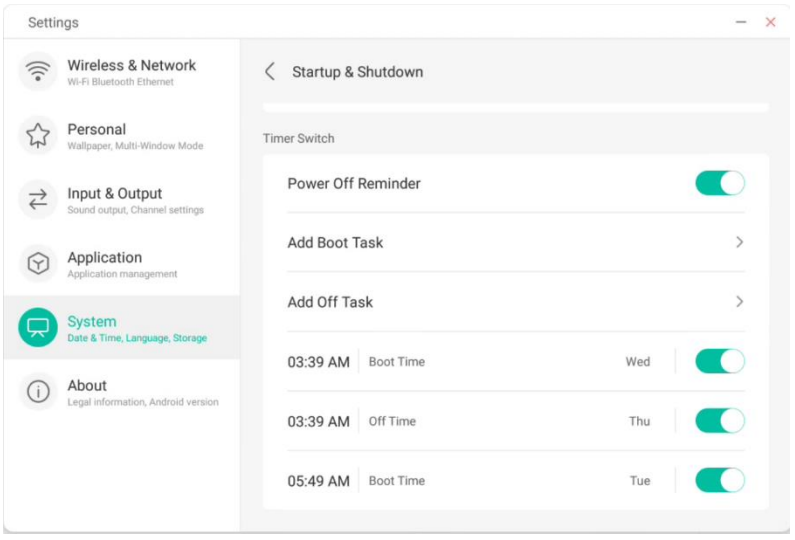 Settings
Wireless & Network
Wi-Fi Bluetooth Ethernet
Personal
Wallpaper, Multi-Window Mode
Input & Output
Sound output, Channel settings
Application
Application management
System
Date & Time, Language, Storage
About
Legal information, Android version
Startup & Shutdown
Timer Switch
Power Off Reminder
Add Boot Task
Add Off Task
03:39 AM Boot Time Wed
03:39 AM Off Time Thu
05:49 AM Boot Time Tue